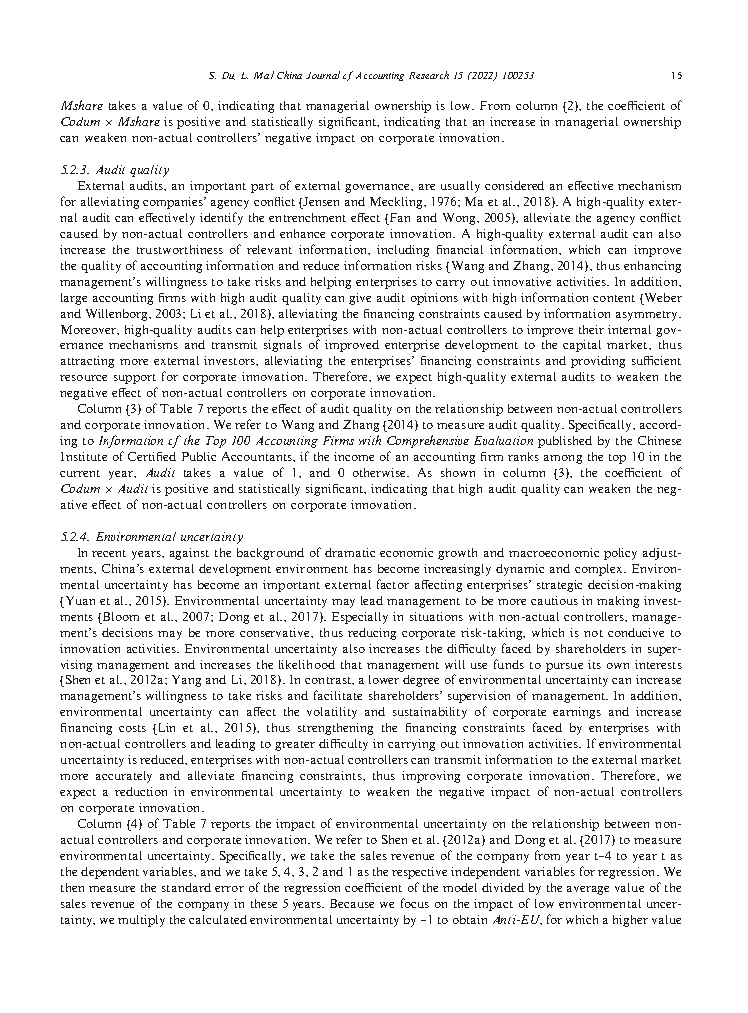 S. Du, L. Ma / China Journal of Accounting Research 15 (2022) 100253 15
Mshare takes a value of 0, indicating that managerial ownership is low. From column (2), the coefficient of
Codum × Mshare is positive and statistically significant, indicating that an increase in managerial ownership
can weaken non-actual controllers' negative impact on corporate innovation.
5.2.3. Audit quality
External audits, an important part of external governance, are usually considered an effective mechanism
for alleviating companies' agency conflict (Jensen and Meckling, 1976; Ma et al., 2018). A high-quality exter-
nal audit can effectively identify the entrenchment effect (Fan and Wong, 2005), alleviate the agency conflict
caused by non-actual controllers and enhance corporate innovation. A high-quality external audit can also
increase the trustworthiness of relevant information, including financial information, which can improve
the quality of accounting information and reduce information risks (Wang and Zhang, 2014), thus enhancing
management's willingness to take risks and helping enterprises to carry out innovative activities. In addition,
large accounting firms with high audit quality can give audit opinions with high information content (Weber
and Willenborg, 2003; Li et al., 2018), alleviating the financing constraints caused by information asymmetry.
Moreover, high-quality audits can help enterprises with non-actual controllers to improve their internal gov-
ernance mechanisms and transmit signals of improved enterprise development to the capital market, thus
attracting more external investors, alleviating the enterprises' financing constraints and providing sufficient
resource support for corporate innovation. Therefore, we expect high-quality external audits to weaken the
negative effect of non-actual controllers on corporate innovation.
Column (3) of Table 7 reports the effect of audit quality on the relationship between non-actual controllers
and corporate innovation. We refer to Wang and Zhang (2014) to measure audit quality. Specifically, accord-
ing to Information of the Top 100 Accounting Firms with Comprehensive Evaluation published by the Chinese
Institute of Certified Public Accountants, if the income of an accounting firm ranks among the top 10 in the
current year, Audit takes a value of 1, and 0 otherwise. As shown in column (3), the coefficient of
Codum × Audit is positive and statistically significant, indicating that high audit quality can weaken the neg-
ative effect of non-actual controllers on corporate innovation.
5.2.4. Environmental uncertainty
In recent years, against the background of dramatic economic growth and macroeconomic policy adjust-
ments, China's external development environment has become increasingly dynamic and complex. Environ-
mental uncertainty has become an important external factor affecting enterprises' strategic decision-making
(Yuan et al., 2015). Environmental uncertainty may lead management to be more cautious in making invest-
ments (Bloom et al., 2007; Dong et al., 2017). Especially in situations with non-actual controllers, manage-
ment's decisions may be more conservative, thus reducing corporate risk-taking, which is not conducive to
innovation activities. Environmental uncertainty also increases the difficulty faced by shareholders in super-
vising management and increases the likelihood that management will use funds to pursue its own interests
(Shen et al., 2012a; Yang and Li, 2018). In contrast, a lower degree of environmental uncertainty can increase
management's willingness to take risks and facilitate shareholders' supervision of management. In addition,
environmental uncertainty can affect the volatility and sustainability of corporate earnings and increase
financing costs (Lin et al., 2015), thus strengthening the financing constraints faced by enterprises with
non-actual controllers and leading to greater difficulty in carrying out innovation activities. If environmental
uncertainty is reduced, enterprises with non-actual controllers can transmit information to the external market
more accurately and alleviate financing constraints, thus improving corporate innovation. Therefore, we
expect a reduction in environmental uncertainty to weaken the negative impact of non-actual controllers
on corporate innovation.
Column (4) of Table 7 reports the impact of environmental uncertainty on the relationship between non-
actual controllers and corporate innovation. We refer to Shen et al. (2012a) and Dong et al. (2017) to measure
environmental uncertainty. Specifically, we take the sales revenue of the company from year t–4 to year t as
the dependent variables, and we take 5, 4, 3, 2 and 1 as the respective independent variables for regression. We
then measure the standard error of the regression coefficient of the model divided by the average value of the
sales revenue of the company in these 5 years. Because we focus on the impact of low environmental uncer-
tainty, we multiply the calculated environmental uncertainty by –1 to obtain Anti-EU, for which a higher value